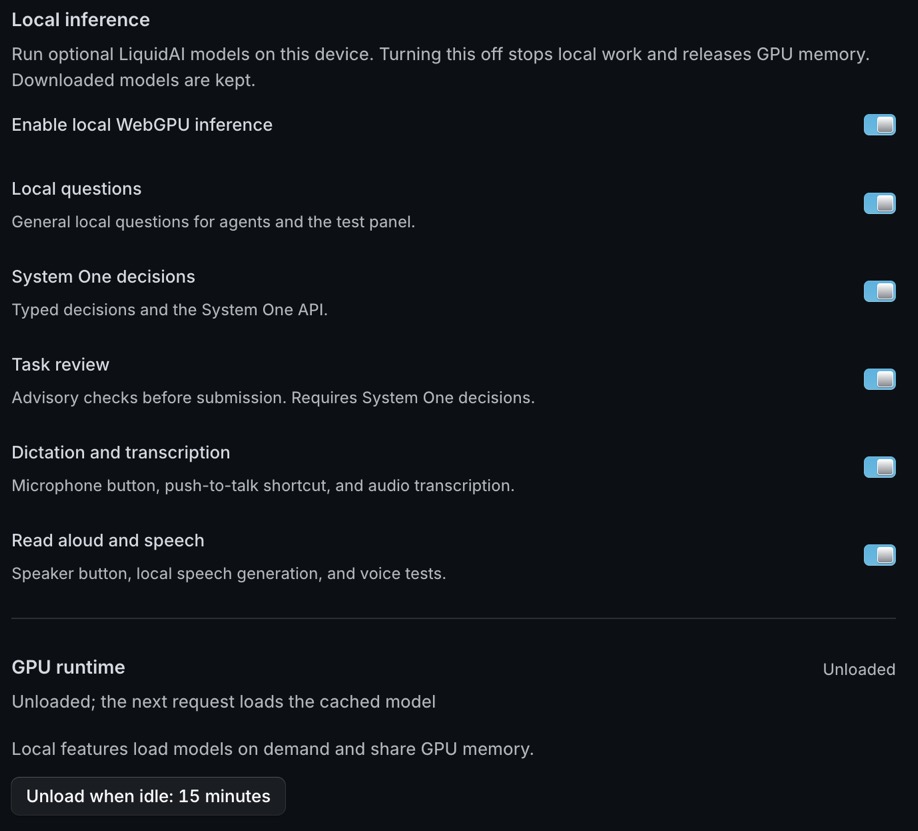 Local inference
Run optional LiquidAI models on this device. Turning this off stops local work and releases GPU memory.
Downloaded models are kept.
Enable local WebGPU inference
Local questions
General local questions for agents and the test panel.
System One decisions
Typed decisions and the System One API.
Task review
Advisory checks before submission. Requires System One decisions.
Dictation and transcription
Microphone button, push-to-talk shortcut, and audio transcription.
Read aloud and speech
Speaker button, local speech generation, and voice tests.
GPU runtime
Unloaded
Unloaded; the next request loads the cached model
Local features load models on demand and share GPU memory.
Unload when idle: 15 minutes